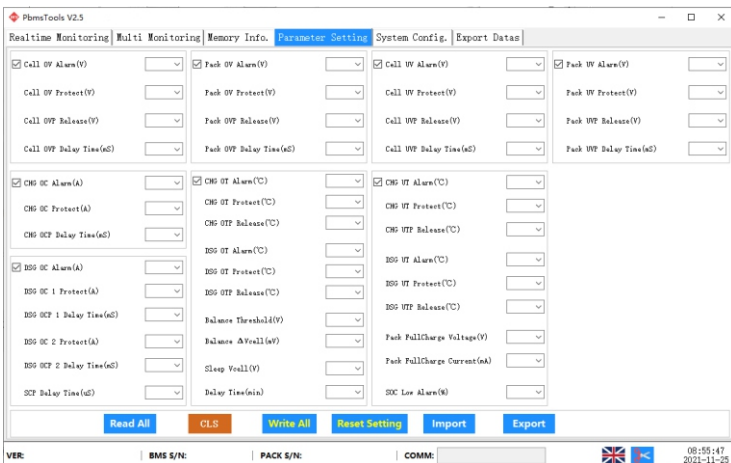 PbmsTools V2.5
Realtime Monitoring Multi Monitoring Memory Info. Parameter Setting System Config. Export Datas
Cell OV Alarm(V)
Cell OV Protect(V)
Cell OVP Release(V)
Cell OVP Delay Time(mS)
Pack OV Alarm(V)
Pack OV Protect(V)
Pack OVP Release(V)
Pack OVP Delay Time(mS)
Cell UV Alarm(V)
Cell UV Protect(V)
Cell UVP Release(V)
Cell UVP Delay Time(mS)
Pack UV Alarm(V)
Pack UV Protect(V)
Pack UVP Release(V)
Pack UVP Delay Time(mS)
CHG OC Alarm(A)
CHG OC Protect(A)
CHG OCP Delay Time(mS)
DSG OC Alarm(A)
DSG OC 1 Protect(A)
DSG OCP 1 Delay Time(mS)
DSG OC 2 Protect(A)
DSG OCP 2 Delay Time(mS)
SCP Delay Time(uS)
CHG OT Alarm(℃)
CHG OT Protect(℃)
CHG OTP Release(℃)
DSG OT Alarm(℃)
DSG OT Protect(℃)
DSG OTP Release(℃)
Balance Threshold(V)
Balance ΔVcell(mV)
Sleep Vcell(V)
Delay Time(min)
CHG UT Alarm(℃)
CHG UT Protect(℃)
CHG UTP Release(℃)
DSG UT Alarm(℃)
DSG UT Protect(℃)
DSG UTP Release(℃)
Pack FullCharge Voltage(V)
Pack FullCharge Current(mA)
SOC Low Alarm(%)
Read All CLS Write All Reset Setting Import Export
VER: BMS S/N: PACK S/N: COMM: 08:55:47
2021-11-25